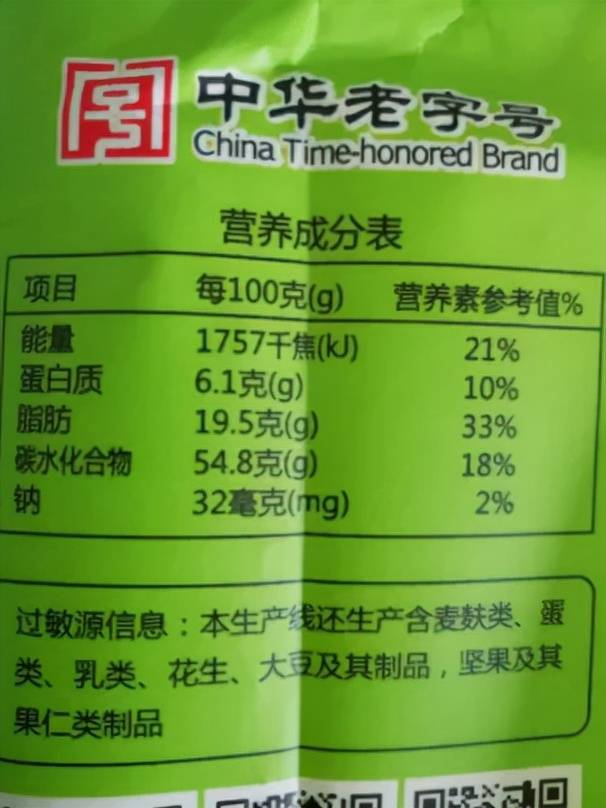 中华老字号
China Time-honored Brand
营养成分表
项目 每100克(g) 营养素参考值%
能量 1757千焦(kJ) 21%
蛋白质 6.1克(g) 10%
脂肪 19.5克(g) 33%
碳水化合物 54.8克(g) 18%
钠 32毫克(mg) 2%
过敏源信息：本生产线还生产含麦麸类、蛋
类、乳类、花生、大豆及其制品，坚果及其
果仁类制品